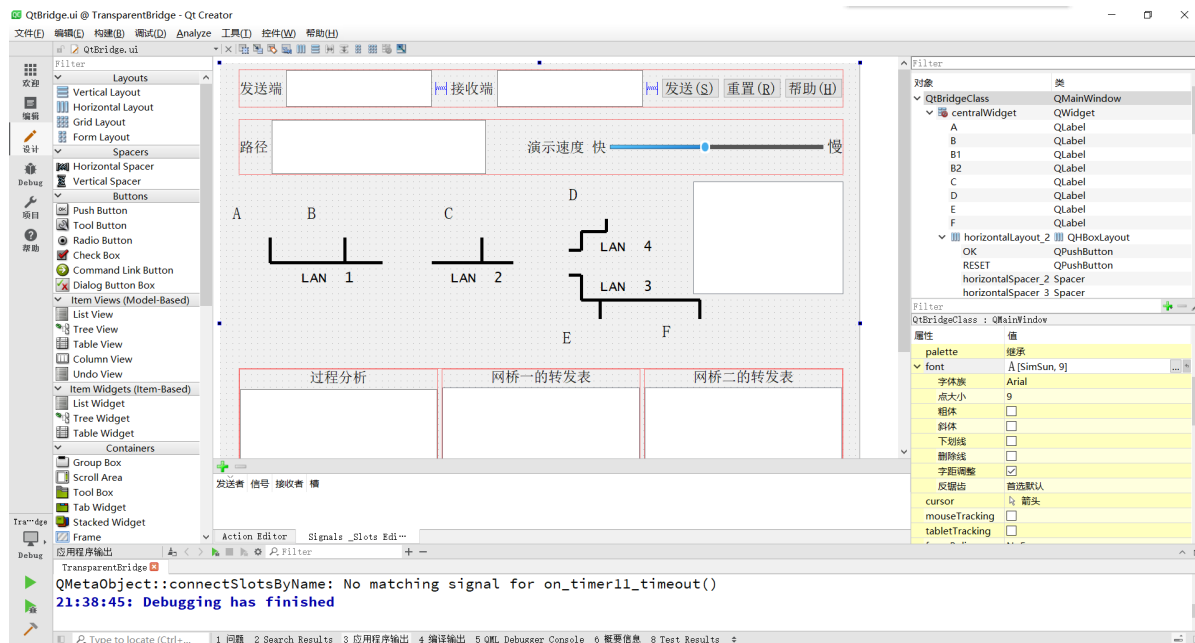 QtBridge.ui @ TransparentBridge - Qt Creator
文件(F) 编辑(E) 构建(B) 调试(D) Analyze 工具(T) 控件(W) 帮助(H)
QtBridge.ui
欢迎
编辑
设计
Debug
项目
帮助
Tra···dge
Debug
Filter
Layouts
Vertical Layout
Horizontal Layout
Grid Layout
Form Layout
Spacers
Horizontal Spacer
Vertical Spacer
Buttons
Push Button
Tool Button
Radio Button
Check Box
Command Link Button
Dialog Button Box
Item Views (Model-Based)
List View
Tree View
Table View
Column View
Undo View
Item Widgets (Item-Based)
List Widget
Tree Widget
Table Widget
Containers
Group Box
Scroll Area
Tool Box
Tab Widget
Stacked Widget
Frame
发送端 接收端 发送(S) 重置(R) 帮助(H)
路径 演示速度 快 慢
D
A B C
LAN 4
LAN 1 LAN 2
LAN 3
E F
过程分析 网桥一的转发表 网桥二的转发表
发送者 信号 接收者 槽
Action Editor Signals _Slots Edi···
Filter
对象 类
QtBridgeClass QMainWindow
centralWidget QWidget
A QLabel
B QLabel
B1 QLabel
B2 QLabel
C QLabel
D QLabel
E QLabel
F QLabel
horizontalLayout_2 QHBoxLayout
OK QPushButton
RESET QPushButton
horizontalSpacer_2 Spacer
horizontalSpacer_3 Spacer
Filter
QtBridgeClass : QMainWindow
属性 值
palette 继承
font A [SimSun, 9] ...
字体族 Arial
点大小 9
粗体
斜体
下划线
删除线
字距调整
反锯齿 首选默认
cursor 箭头
mouseTracking
tabletTracking
应用程序输出 Filter
TransparentBridge
QMetaObject::connectSlotsByName: No matching signal for on_timer11_timeout()
21:38:45: Debugging has finished
Type to locate (Ctrl+... 1 问题 2 Search Results 3 应用程序输出 4 编译输出 5 QML Debugger Console 6 概要信息 8 Test Results